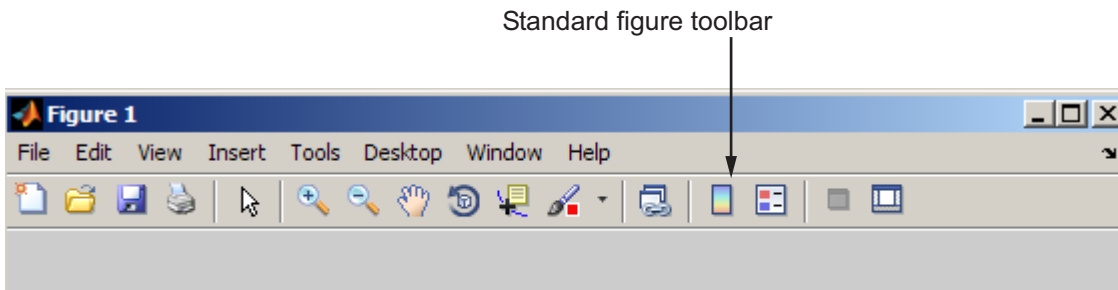 Standard figure toolbar
Figure 1
File Edit View Insert Tools Desktop Window Help